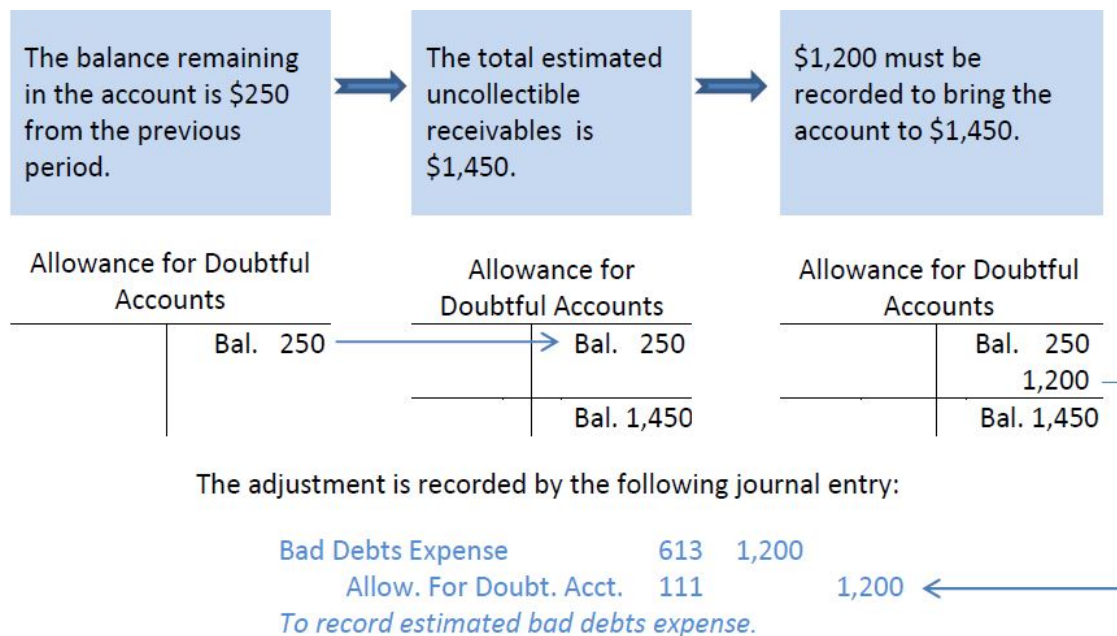 The balance remaining
in the account is $250
from the previous
period.
The total estimated
uncollectible
receivables is
$1,450.
$1,200 must be
recorded to bring the
account to $1,450.
Allowance for Doubtful
Accounts
Bal. 250
Allowance for
Doubtful Accounts
Bal. 250
Bal. 1,450
Allowance for Doubtful
Accounts
Bal. 250
1,200
Bal. 1,450
The adjustment is recorded by the following journal entry:
Bad Debts Expense 613 1,200
Allow. For Doubt. Acct. 111 1,200
To record estimated bad debts expense.